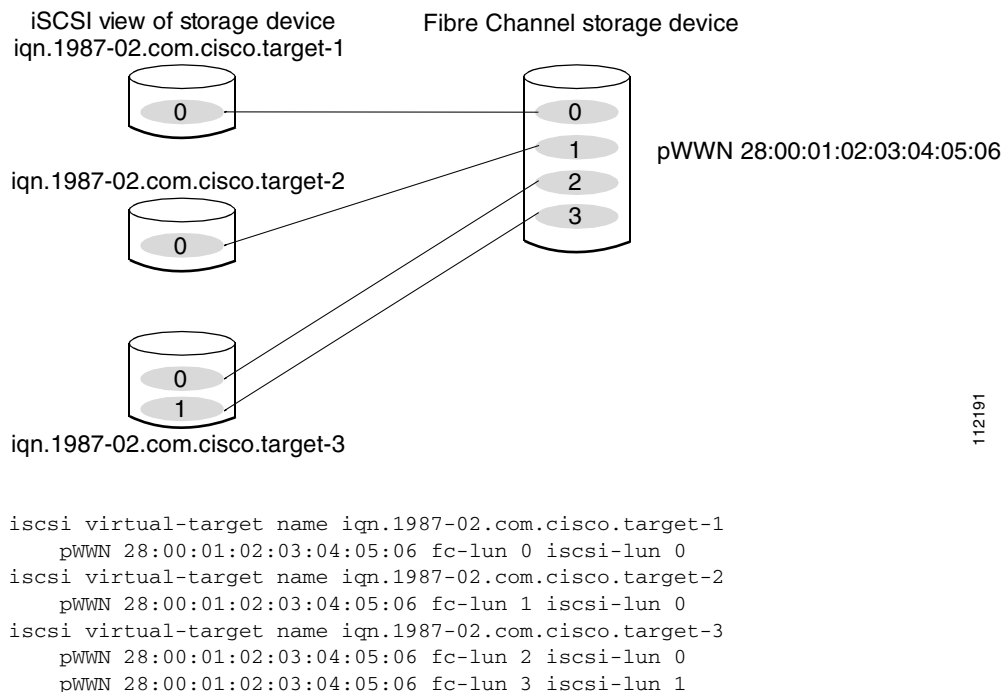 iSCSI view of storage device
iqn.1987-02.com.cisco.target-1
Fibre Channel storage device
0
0
1
2
3
pWWN 28:00:01:02:03:04:05:06
iqn.1987-02.com.cisco.target-2
0
0
1
iqn.1987-02.com.cisco.target-3
112191
iscsi virtual-target name iqn.1987-02.com.cisco.target-1
pWWN 28:00:01:02:03:04:05:06 fc-lun 0 iscsi-lun 0
iscsi virtual-target name iqn.1987-02.com.cisco.target-2
pWWN 28:00:01:02:03:04:05:06 fc-lun 1 iscsi-lun 0
iscsi virtual-target name iqn.1987-02.com.cisco.target-3
pWWN 28:00:01:02:03:04:05:06 fc-lun 2 iscsi-lun 0
pWWN 28:00:01:02:03:04:05:06 fc-lun 3 iscsi-lun 1